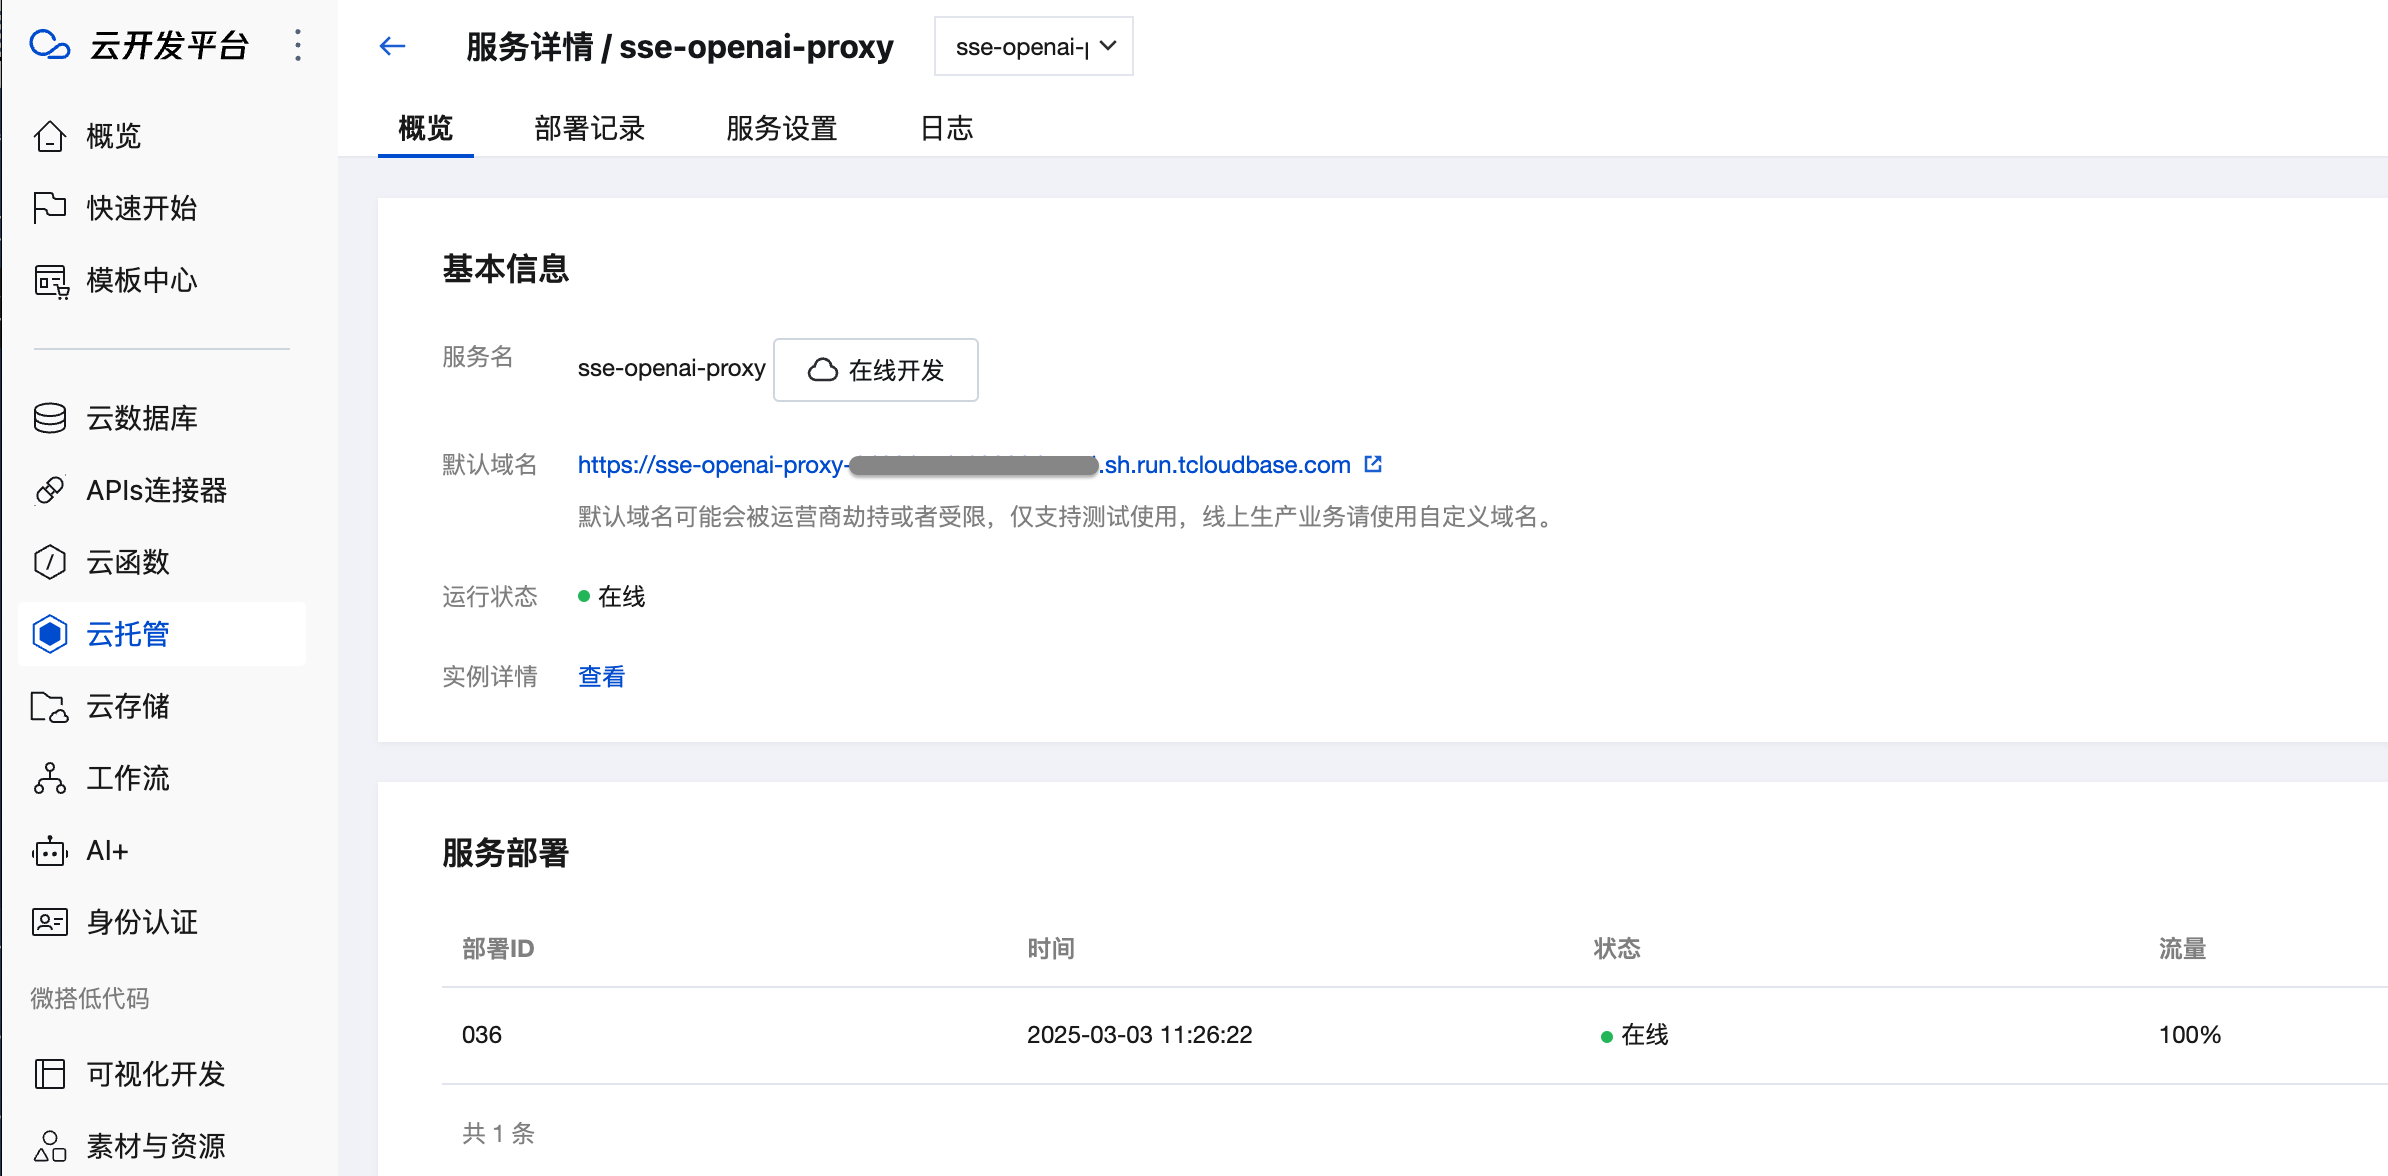 云开发平台
概览
快速开始
模板中心
云数据库
APIs连接器
云函数
云托管
云存储
工作流
AI+
身份认证
微搭低代码
可视化开发
素材与资源
服务详情 / sse-openai-proxy
sse-openai-p
概览
部署记录
服务设置
日志
基本信息
服务名
sse-openai-proxy
在线开发
默认域名
https://sse-openai-proxy-
.sh.run.tcloudbase.com
默认域名可能会被运营商劫持或者受限，仅支持测试使用，线上生产业务请使用自定义域名。
运行状态
在线
实例详情
查看
服务部署
部署ID
时间
状态
流量
036
2025-03-03 11:26:22
在线
100%
共 1 条